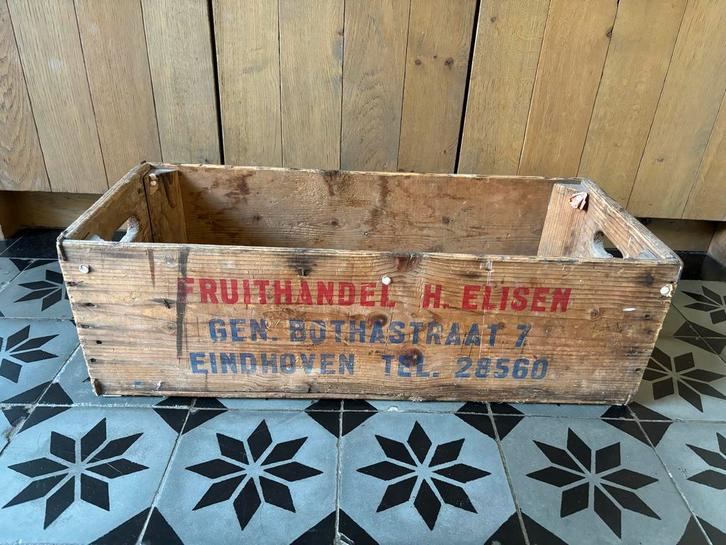 FRUITHANDEL H. ELISEN
GEN. BOTHASTRAAT 7
EINDHOVEN TEL. 28560